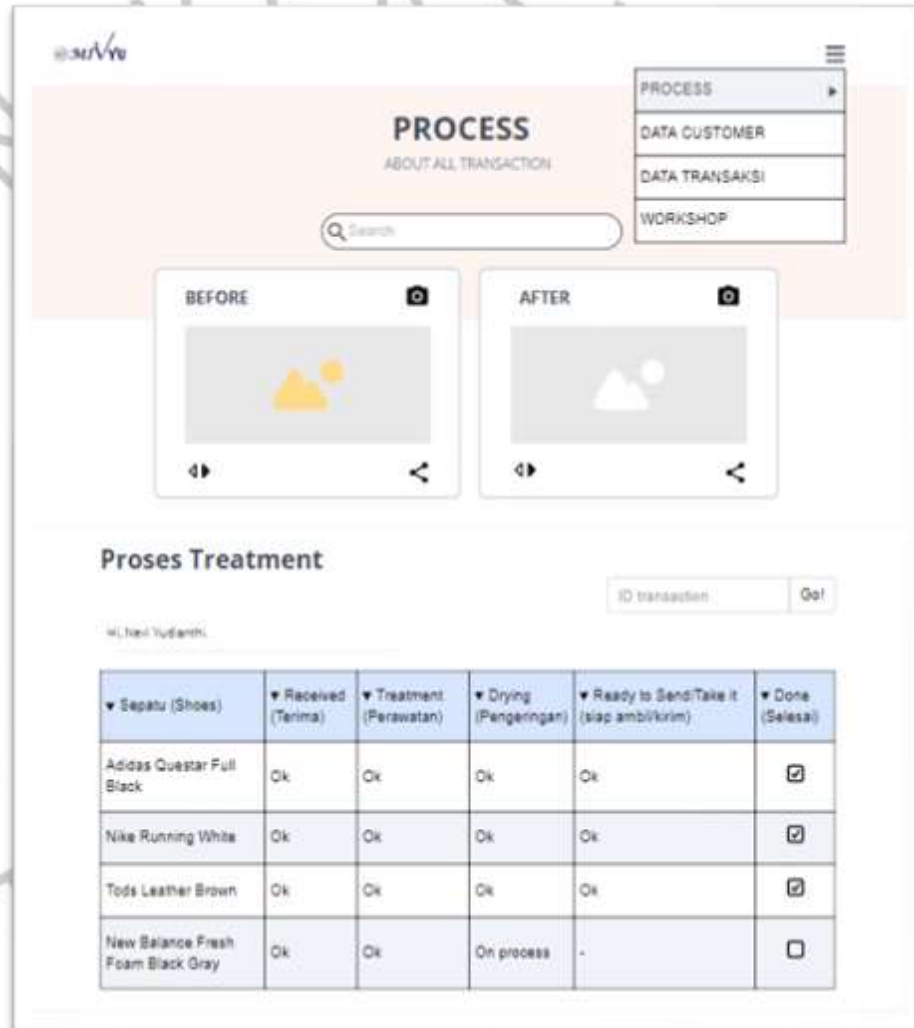 PROCESS
DATA CUSTOMER
DATA TRANSAKSI
WORKSHOP
PROCESS
ABOUT ALL TRANSACTION
Search
BEFORE
AFTER
Proses Treatment
ID transaction
Go!
Hi, Nevi Yudianthi,
▼ Sepatu (Shoes)
▼ Received
(Terima)
▼ Treatment
(Perawatan)
▼ Drying
(Pengeringan)
▼ Ready to Send/Take it
(siap ambil/kirim)
▼ Done
(Selesai)
Adidas Questar Full
Black
Ok
Ok
Ok
Ok
Nike Running White
Ok
Ok
Ok
Ok
Tods Leather Brown
Ok
Ok
Ok
Ok
New Balance Fresh
Foam Black Gray
Ok
Ok
On process
-